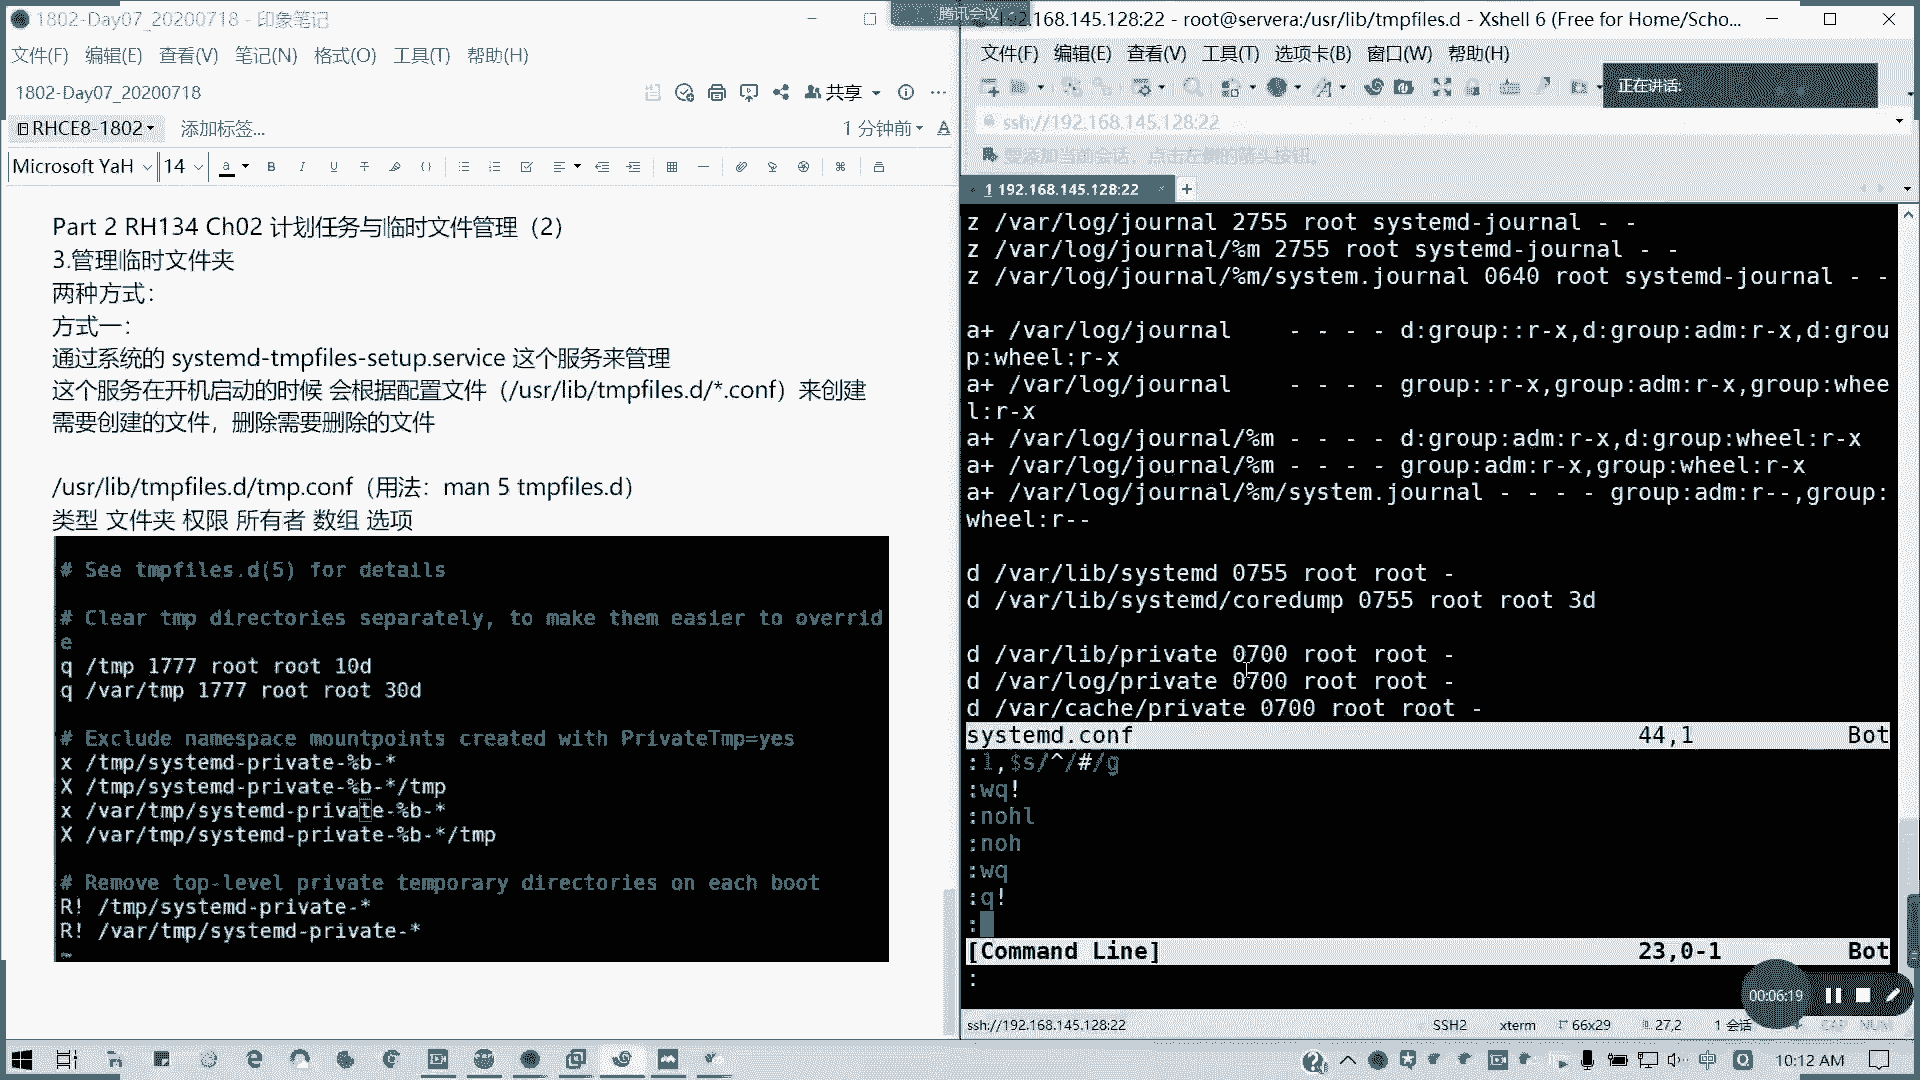 1802-Day07_20200718 - 印象笔记
文件(F) 编辑(E) 查看(V) 笔记(N) 格式(O) 工具(T) 帮助(H)
1802-Day07_20200718
共享
RHCE8-1802 添加标签...
1 分钟前
Microsoft YaH 14
Part 2 RH134 Ch02 计划任务与临时文件管理（2）
3.管理临时文件夹
两种方式：
方式一：
通过系统的 systemd-tmpfiles-setup.service 这个服务来管理
这个服务在开机启动的时候 会根据配置文件（/usr/lib/tmpfiles.d/*.conf）来创建
需要创建的文件，删除需要删除的文件
/usr/lib/tmpfiles.d/tmp.conf（用法：man 5 tmpfiles.d）
类型 文件夹 权限 所有者 数组 选项
# See tmpfiles.d(5) for details
# Clear tmp directories separately, to make them easier to overrid
e
q /tmp 1777 root root 10d
q /var/tmp 1777 root root 30d
# Exclude namespace mountpoints created with PrivateTmp=yes
x /tmp/systemd-private-%b-*
X /tmp/systemd-private-%b-*/tmp
x /var/tmp/systemd-private-%b-*
X /var/tmp/systemd-private-%b-*/tmp
# Remove top-level private temporary directories on each boot
R! /tmp/systemd-private-*
R! /var/tmp/systemd-private-*
腾讯会议
.168.145.128:22 - root@servera:/usr/lib/tmpfiles.d - Xshell 6 (Free for Home/Scho...
文件(F) 编辑(E) 查看(V) 工具(T) 选项卡(B) 窗口(W) 帮助(H)
正在讲话:
ssh://192.168.145.128:22
要添加当前会话，点击左侧的箭头按钮。
1 192.168.145.128:22
z /var/log/journal 2755 root systemd-journal - -
z /var/log/journal/%m 2755 root systemd-journal - -
z /var/log/journal/%m/system.journal 0640 root systemd-journal - -
a+ /var/log/journal    - - - - d:group::r-x,d:group:adm:r-x,d:grou
p:wheel:r-x
a+ /var/log/journal    - - - - group::r-x,group:adm:r-x,group:whee
l:r-x
a+ /var/log/journal/%m - - - - d:group:adm:r-x,d:group:wheel:r-x
a+ /var/log/journal/%m - - - - group:adm:r-x,group:wheel:r-x
a+ /var/log/journal/%m/system.journal - - - - group:adm:r--,group:
wheel:r--
d /var/lib/systemd 0755 root root -
d /var/lib/systemd/coredump 0755 root root 3d
d /var/lib/private 0700 root root -
d /var/log/private 0700 root root -
d /var/cache/private 0700 root root -
systemd.conf 44,1 Bot
:1,$s/^/#/g
:wq!
:nohl
:noh
:wq
:q!
:
[Command Line] 23,0-1 Bot
:
00:06:19
ssh://192.168.145.128:22 SSH2 xterm 66x29 27,2 1 会话 CAP NUM
中
10:12 AM